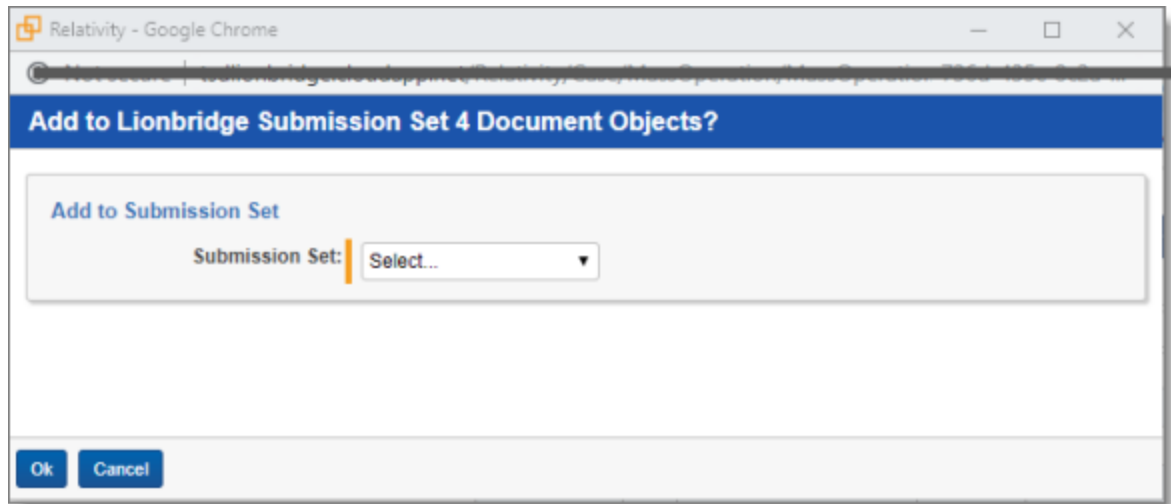 Relativity - Google Chrome
Add to Lionbridge Submission Set 4 Document Objects?
Add to Submission Set
Submission Set:
Select...
Ok
Cancel